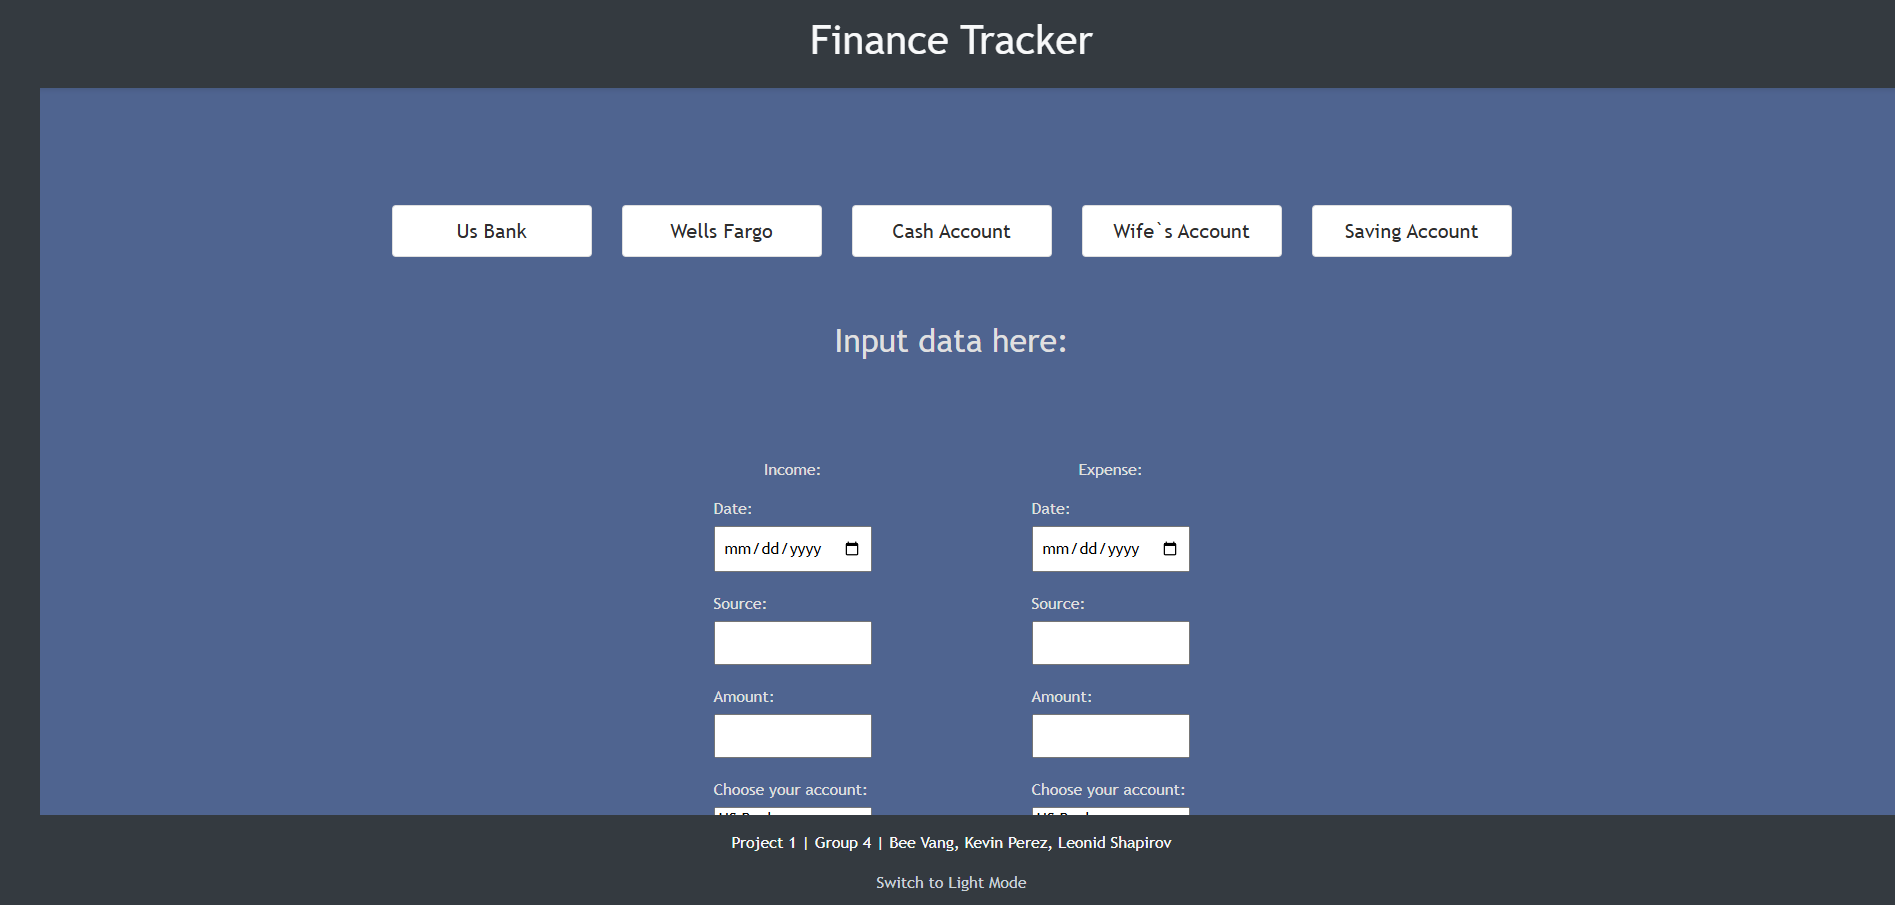 Finance Tracker
Us Bank
Wells Fargo
Cash Account
Wife`s Account
Saving Account
Input data here:
Income:
Date:
mm/dd/yyyy
Source:
Amount:
Choose your account:
Expense:
Date:
mm/dd/yyyy
Source:
Amount:
Choose your account:
Project 1 | Group 4 | Bee Vang, Kevin Perez, Leonid Shapirov
Switch to Light Mode